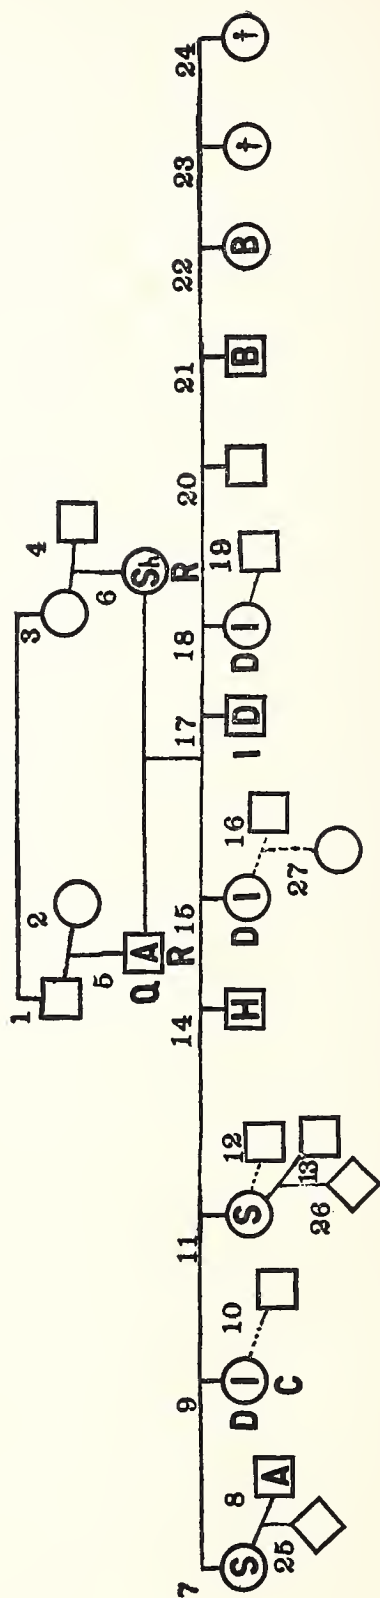 1 2 3 4
5 6
Q A Sh
R R
7 9 11 14 15 17 18 20 21 22 23 24
8 10 12 16 19
S A D I S H D I I D D I B B † †
C 13
25 26 27